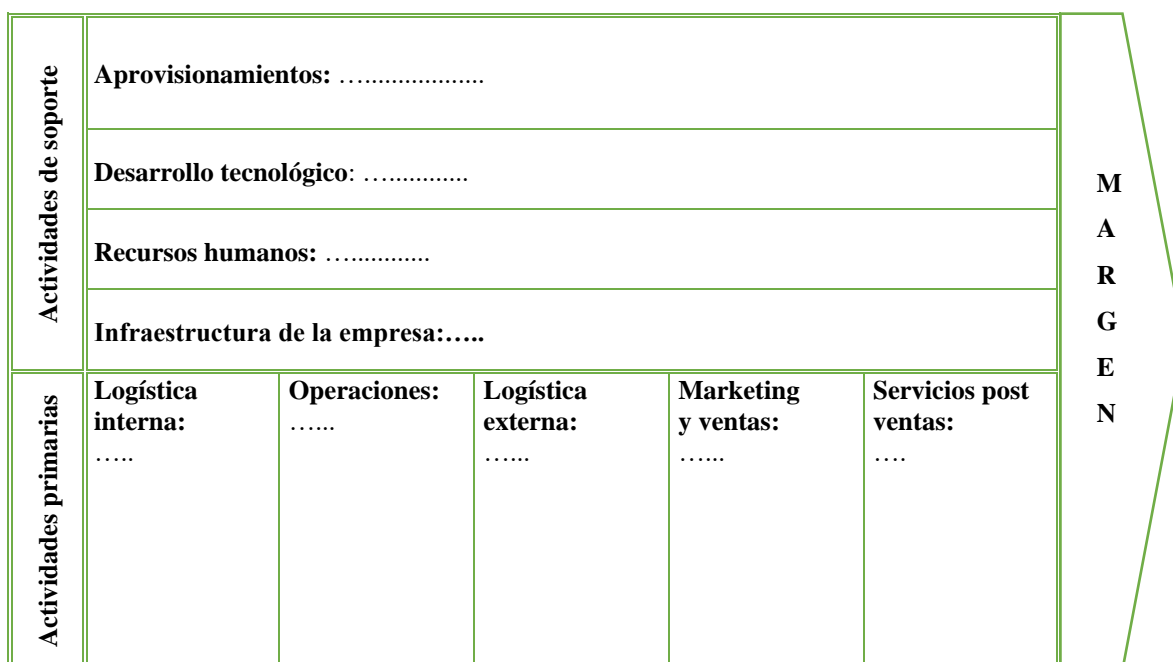 Actividades de soporte
Aprovisionamientos: …..................
Desarrollo tecnológico: ….............
Recursos humanos: ….............
Infraestructura de la empresa:…..
Actividades primarias
Logística
interna:
…..
Operaciones:
…...
Logística
externa:
…...
Marketing
y ventas:
…...
Servicios post
ventas:
….
M
A
R
G
E
N